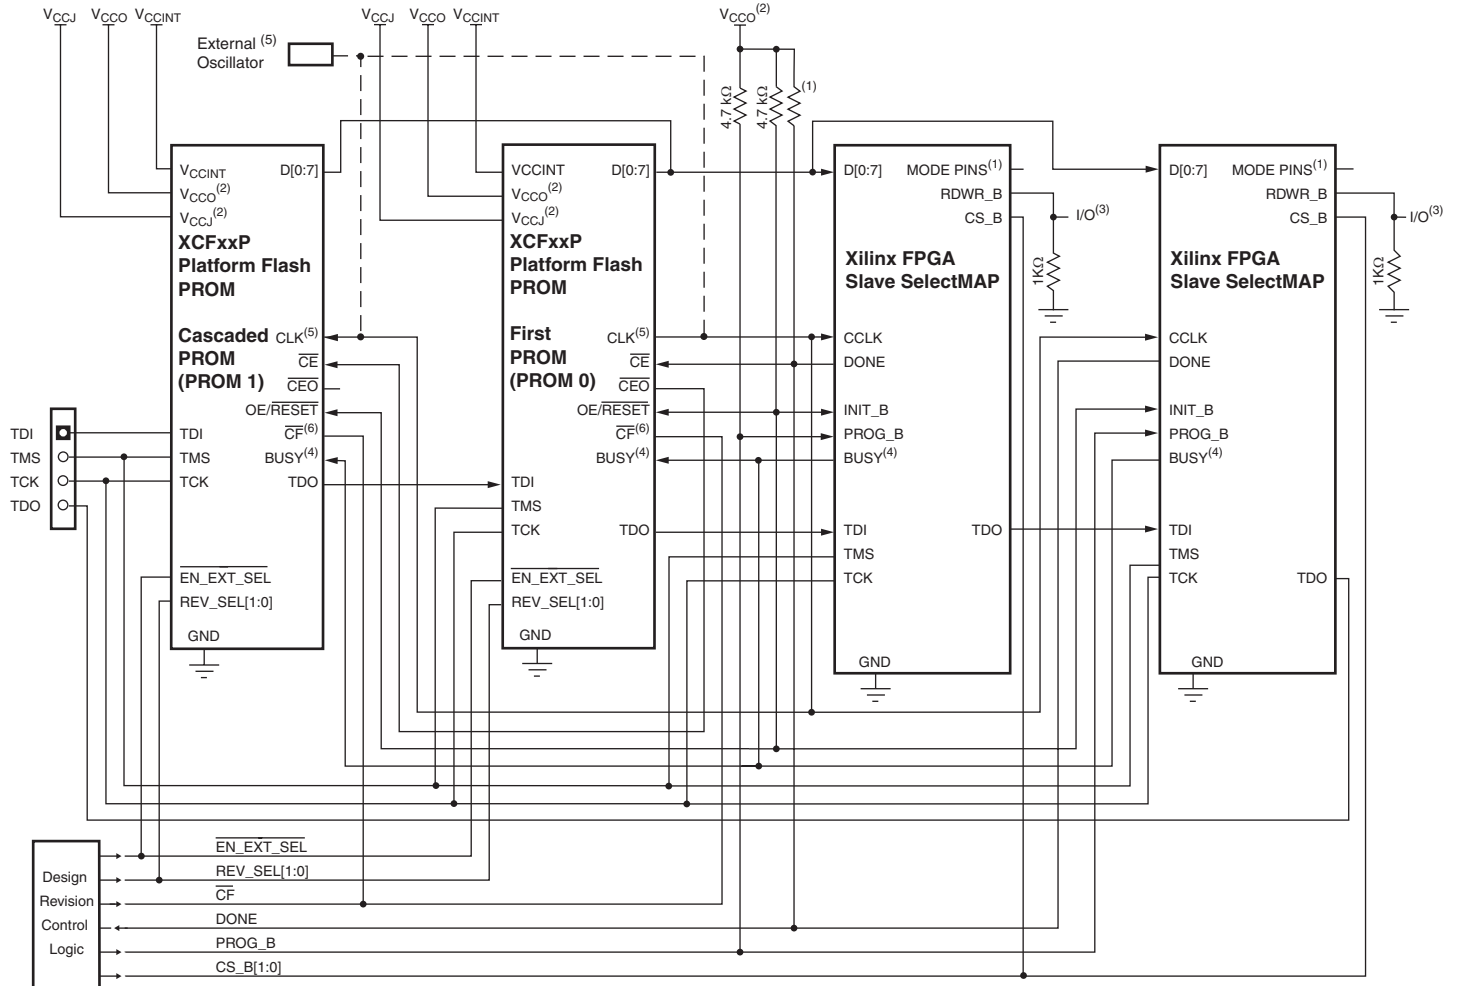 VCCJ VCCO VCCINT
VCCJ VCCO VCCINT
VCCO(2)
External (5)
Oscillator
4.7 kΩ
4.7 kΩ
(1)
VCCINT
VCCO(2)
VCCJ(2)
D[0:7]
XCFxxP
Platform Flash
PROM
Cascaded
PROM
(PROM 1)
CLK(5)
CE
CEO
OE/RESET
CF(6)
BUSY(4)
TDO
TDI
TMS
TCK
EN_EXT_SEL
REV_SEL[1:0]
GND
VCCINT
VCCO(2)
VCCJ(2)
D[0:7]
XCFxxP
Platform Flash
PROM
First
PROM
(PROM 0)
CLK(5)
CE
CEO
OE/RESET
CF(6)
BUSY(4)
TDI
TMS
TCK
TDO
EN_EXT_SEL
REV_SEL[1:0]
GND
D[0:7]
MODE PINS(1)
RDWR_B
CS_B
I/O(3)
1KΩ
Xilinx FPGA
Slave SelectMAP
CCLK
DONE
INIT_B
PROG_B
BUSY(4)
TDI
TMS
TCK
TDO
GND
D[0:7]
MODE PINS(1)
RDWR_B
CS_B
I/O(3)
1KΩ
Xilinx FPGA
Slave SelectMAP
CCLK
DONE
INIT_B
PROG_B
BUSY(4)
TDI
TMS
TCK
TDO
GND
TDI
TMS
TCK
TDO
Design
Revision
Control
Logic
EN_EXT_SEL
REV_SEL[1:0]
CF
DONE
PROG_B
CS_B[1:0]